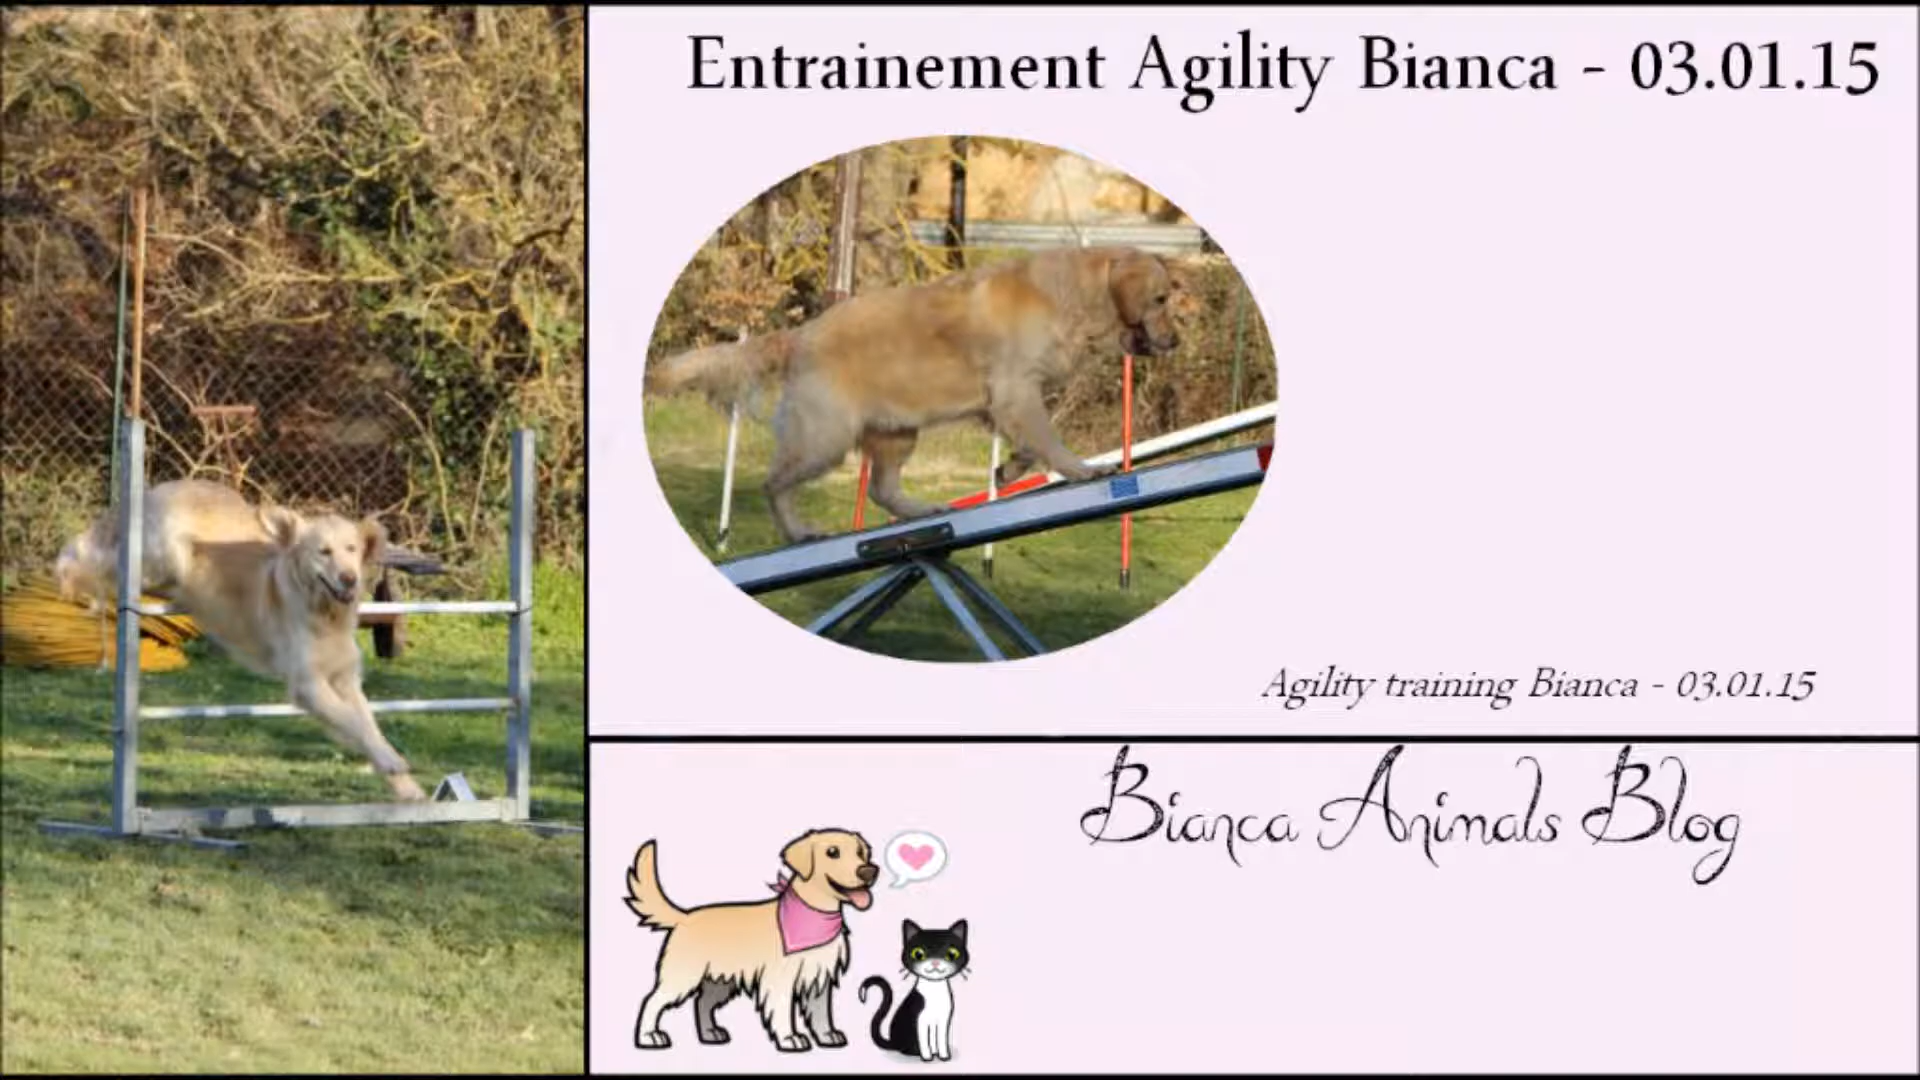 Entrainement Agility Bianca - 03.01.15
Agility training Bianca - 03.01.15
Bianca Animals Blog